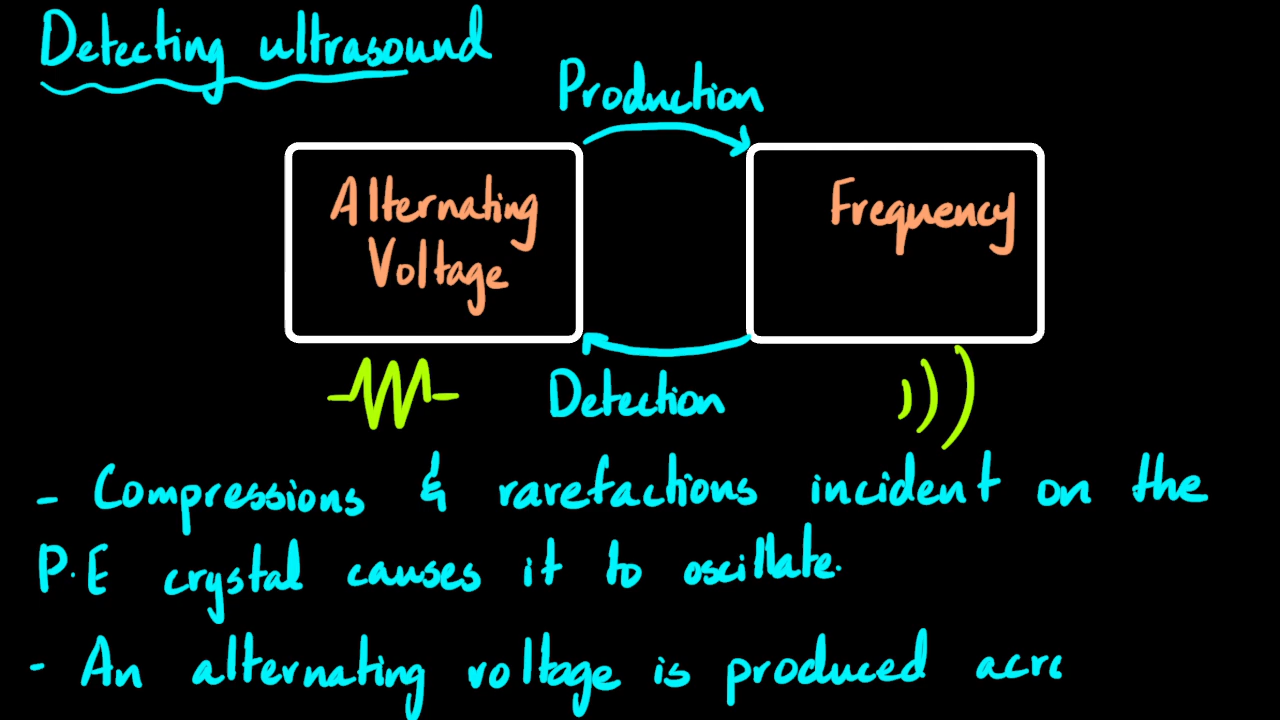 Detecting ultrasound
Production
Alternating
Voltage
Frequency
Detection
- Compressions & rarefactions incident on the
P.E crystal causes it to oscillate.
- An alternating voltage is produced acro